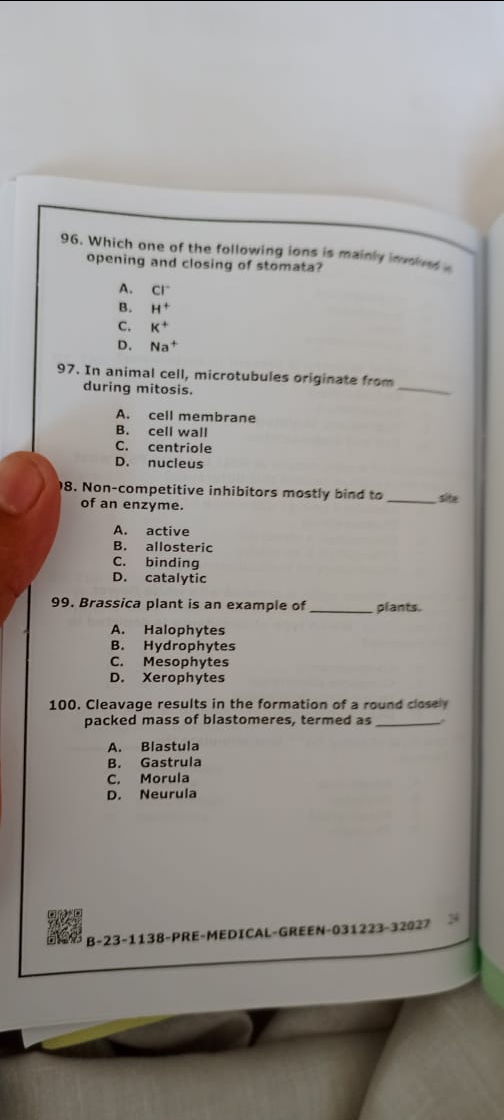 96. Which one of the following ions is mainly involved in
opening and closing of stomata?
A. Cl⁻
B. H⁺
C. K⁺
D. Na⁺
97. In animal cell, microtubules originate from ________
during mitosis.
A. cell membrane
B. cell wall
C. centriole
D. nucleus
98. Non-competitive inhibitors mostly bind to ________ site
of an enzyme.
A. active
B. allosteric
C. binding
D. catalytic
99. Brassica plant is an example of ________ plants.
A. Halophytes
B. Hydrophytes
C. Mesophytes
D. Xerophytes
100. Cleavage results in the formation of a round closely
packed mass of blastomeres, termed as ________.
A. Blastula
B. Gastrula
C. Morula
D. Neurula
B-23-1138-PRE-MEDICAL-GREEN-031223-32027